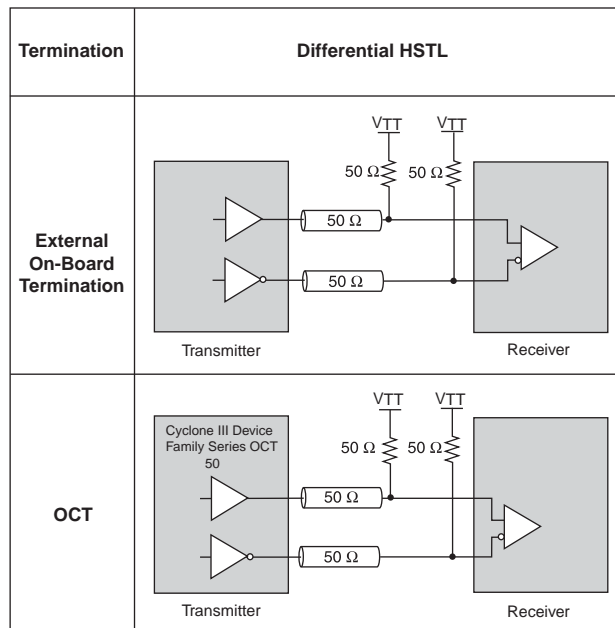 Termination
Differential HSTL
External
On-Board
Termination
VTT
VTT
50 Ω
50 Ω
50 Ω
50 Ω
Transmitter
Receiver
OCT
Cyclone III Device
Family Series OCT
50
VTT
VTT
50 Ω
50 Ω
50 Ω
50 Ω
Transmitter
Receiver